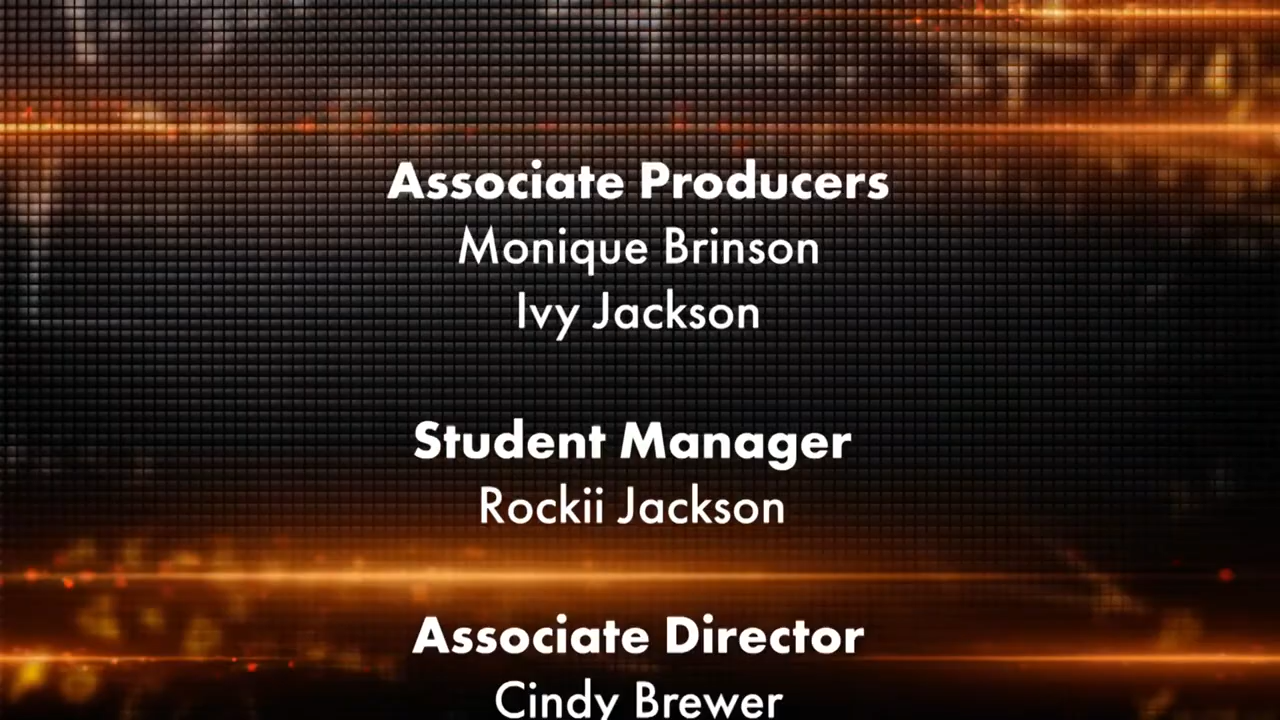 Associate Producers
Monique Brinson
Ivy Jackson
Student Manager
Rockii Jackson
Associate Director
Cindy Brewer